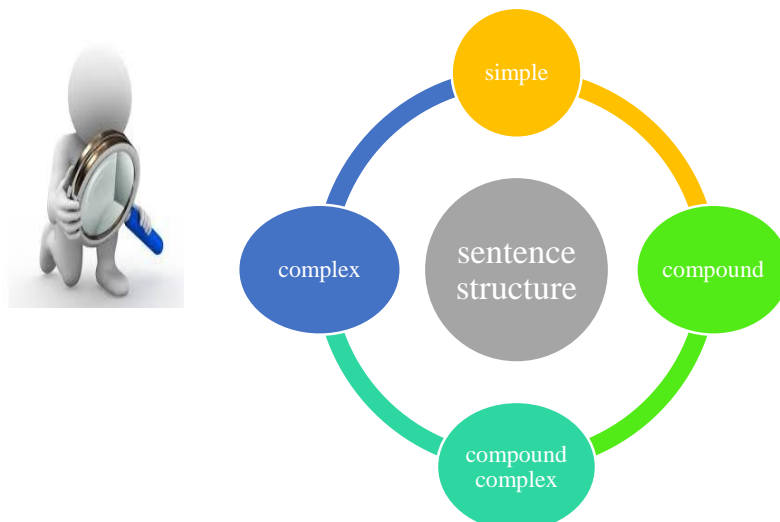 simple
complex
sentence
structure
compound
compound
complex